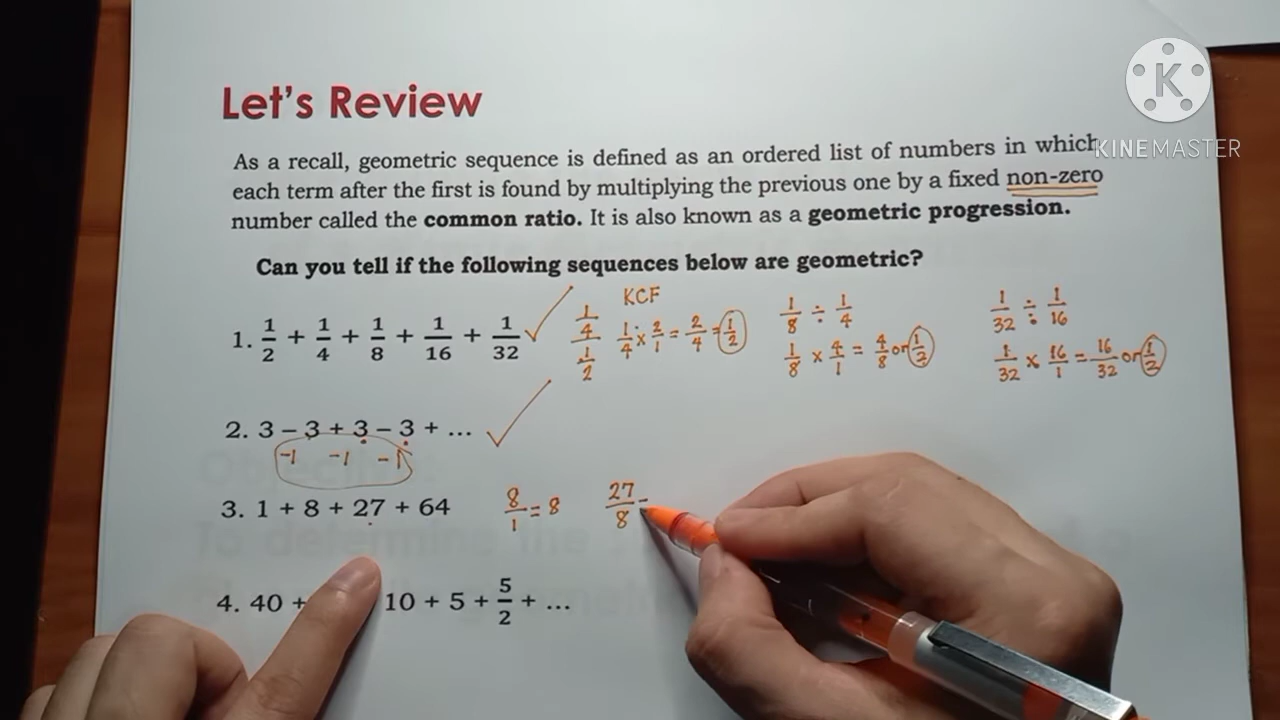 K
KINEMASTER
Let's Review
As a recall, geometric sequence is defined as an ordered list of numbers in which
each term after the first is found by multiplying the previous one by a fixed non-zero
number called the common ratio. It is also known as a geometric progression.
Can you tell if the following sequences below are geometric?
1. 1/2 + 1/4 + 1/8 + 1/16 + 1/32 ✓
KCF
1/4 / 1/2
1/4 × 2/1 = 2/4 = 1/2
1/8 ÷ 1/4
1/8 × 4/1 = 4/8 or 1/2
1/32 ÷ 1/16
1/32 × 16/1 = 16/32 or 1/2
2. 3 – 3 + 3 – 3 + ... ✓
-1 -1 -1
3. 1 + 8 + 27 + 64 8/1 = 8 27/8 =
4. 40 + 10 + 5 + 5/2 + ...